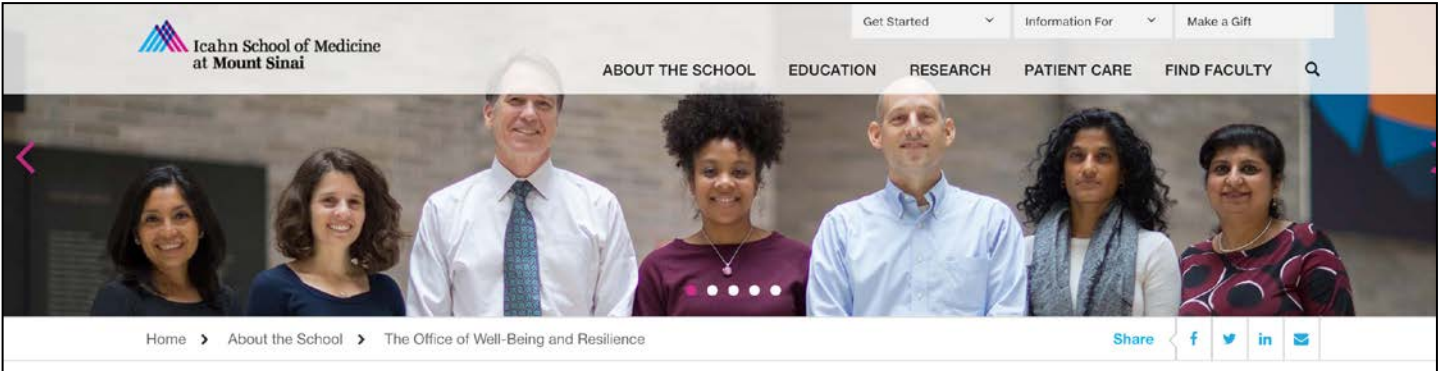 Get Started
Information For
Make a Gift
Icahn School of Medicine
at Mount Sinai
ABOUT THE SCHOOL
EDUCATION
RESEARCH
PATIENT CARE
FIND FACULTY
Home > About the School > The Office of Well-Being and Resilience
Share